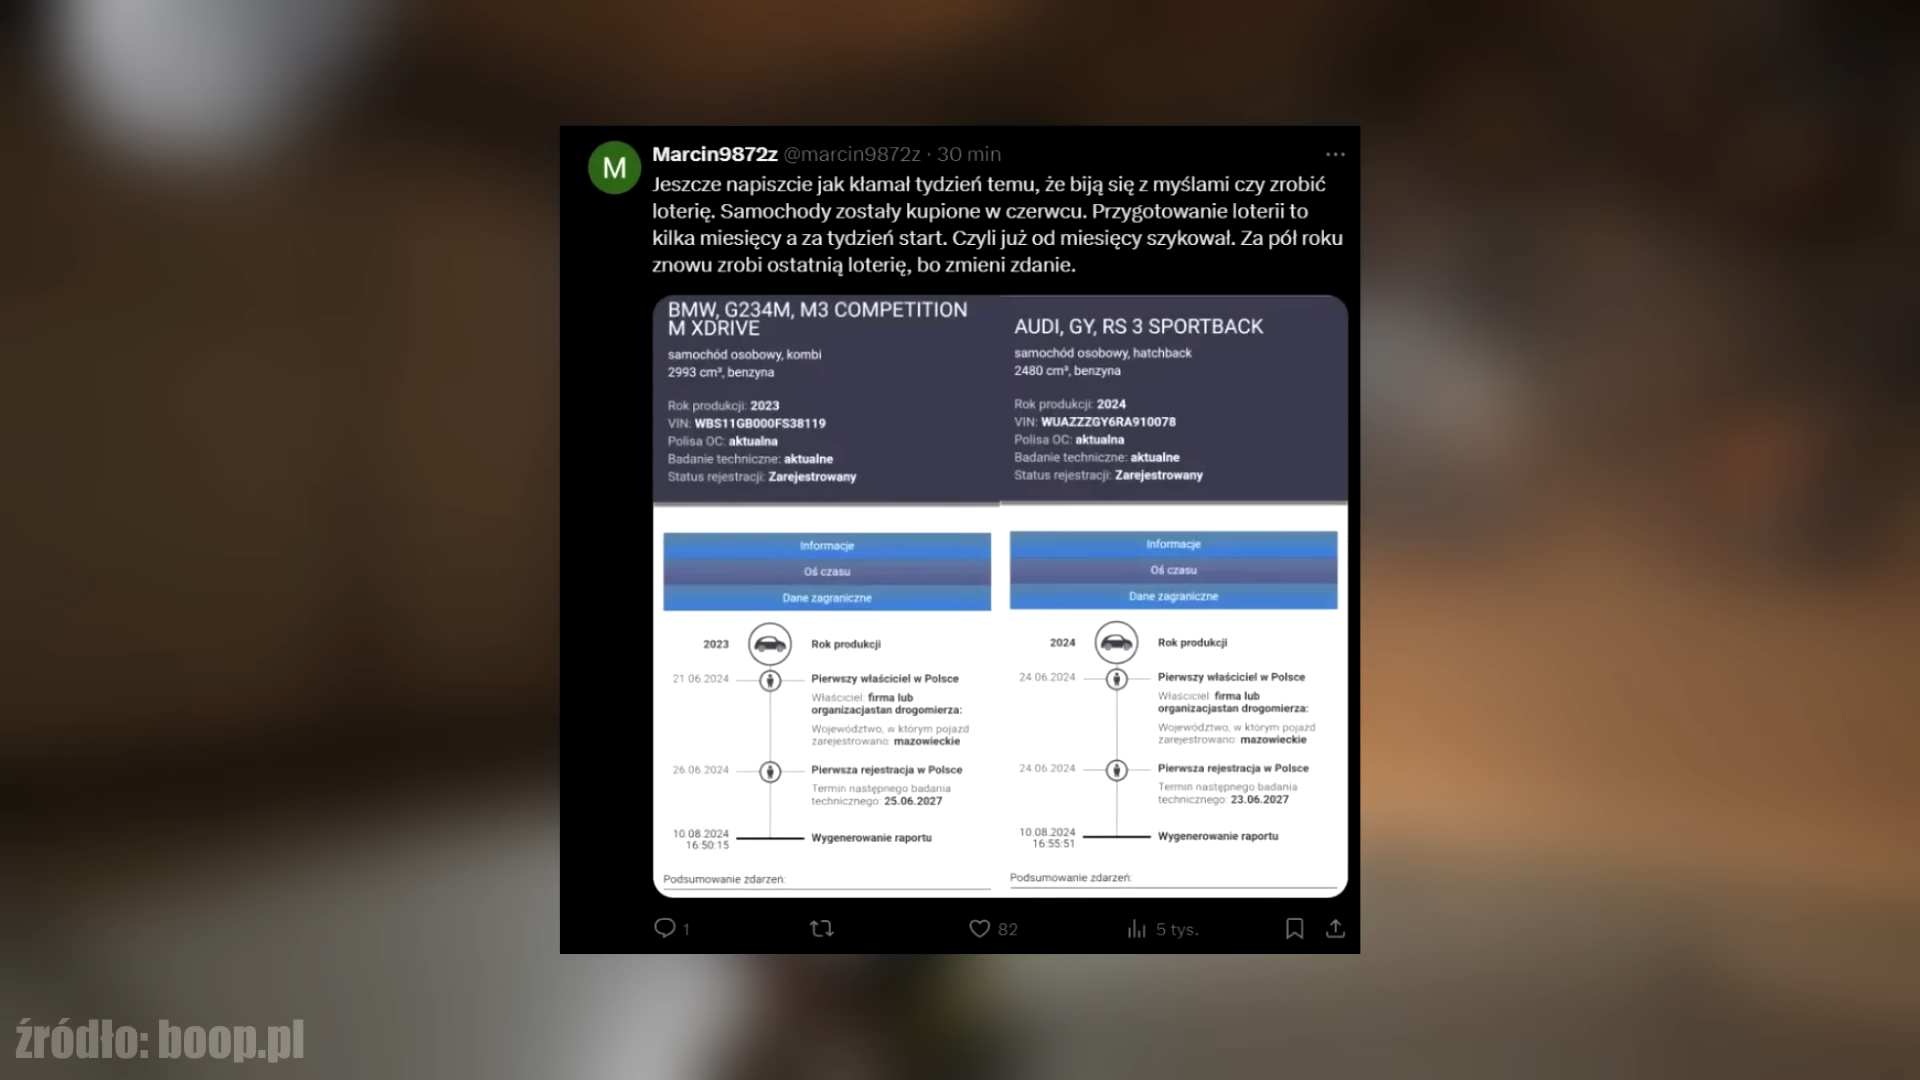 Marcin9872z @marcin9872z · 30 min
Jeszcze napiszcie jak kłamał tydzień temu, że biją się z myślami czy zrobić
loterię. Samochody zostały kupione w czerwcu. Przygotowanie loterii to
kilka miesięcy a za tydzień start. Czyli już od miesięcy szykował. Za pół roku
znowu zrobi ostatnią loterię, bo zmieni zdanie.
M
BMW, G234M, M3 COMPETITION
M XDRIVE
samochód osobowy, kombi
2993 cm³, benzyna
Rok produkcji: 2023
VIN: WBS11GB000FS38119
Polisa OC: aktualna
Badanie techniczne: aktualne
Status rejestracji: Zarejestrowany
Informacje
Oś czasu
Dane zagraniczne
2023 Rok produkcji
21.06.2024 Pierwszy właściciel w Polsce
Właściciel: firma lub
organizacjastan drogomierza:
Województwo, w którym pojazd
zarejestrowano: mazowieckie
26.06.2024 Pierwsza rejestracja w Polsce
Termin następnego badania
technicznego: 25.06.2027
10.08.2024 Wygenerowanie raportu
16:50:15
Podsumowanie zdarzeń:
AUDI, GY, RS 3 SPORTBACK
samochód osobowy, hatchback
2480 cm³, benzyna
Rok produkcji: 2024
VIN: WUAZZZGY6RA910078
Polisa OC: aktualna
Badanie techniczne: aktualne
Status rejestracji: Zarejestrowany
Informacje
Oś czasu
Dane zagraniczne
2024 Rok produkcji
24.06.2024 Pierwszy właściciel w Polsce
Właściciel: firma lub
organizacjastan drogomierza:
Województwo, w którym pojazd
zarejestrowano: mazowieckie
24.06.2024 Pierwsza rejestracja w Polsce
Termin następnego badania
technicznego: 23.06.2027
10.08.2024 Wygenerowanie raportu
16:55:51
Podsumowanie zdarzeń:
1 82 5 tys.
źródło: boop.pl